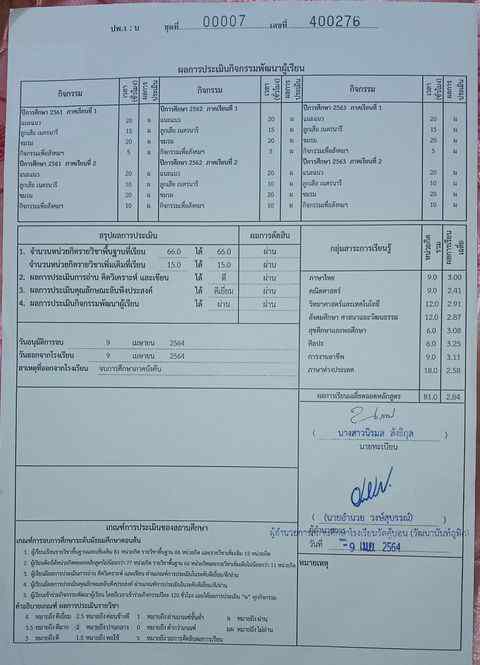 ปพ.1 : บ ชุดที่ 00007 เลขที่ 400276
ผลการประเมินกิจกรรมพัฒนาผู้เรียน
กิจกรรม เวลา (ชั่วโมง) ผลการประเมิน กิจกรรม เวลา (ชั่วโมง) ผลการประเมิน กิจกรรม เวลา (ชั่วโมง) ผลการประเมิน
ปีการศึกษา 2561 ภาคเรียนที่ 1 ปีการศึกษา 2562 ภาคเรียนที่ 1 ปีการศึกษา 2563 ภาคเรียนที่ 1
แนะแนว 20 ผ แนะแนว 20 ผ แนะแนว 20 ผ
ลูกเสือ เนตรนารี 15 ผ ลูกเสือ เนตรนารี 15 ผ ลูกเสือ เนตรนารี 15 ผ
ชมรม 20 ผ ชมรม 20 ผ ชมรม 20 ผ
กิจกรรมเพื่อสังคมฯ 5 ผ กิจกรรมเพื่อสังคมฯ 5 ผ กิจกรรมเพื่อสังคมฯ 5 ผ
ปีการศึกษา 2561 ภาคเรียนที่ 2 ปีการศึกษา 2562 ภาคเรียนที่ 2 ปีการศึกษา 2563 ภาคเรียนที่ 2
แนะแนว 20 ผ แนะแนว 20 ผ แนะแนว 20 ผ
ลูกเสือ เนตรนารี 10 ผ ลูกเสือ เนตรนารี 10 ผ ลูกเสือ เนตรนารี 10 ผ
ชมรม 20 ผ ชมรม 20 ผ ชมรม 20 ผ
กิจกรรมเพื่อสังคมฯ 10 ผ กิจกรรมเพื่อสังคมฯ 10 ผ กิจกรรมเพื่อสังคมฯ 10 ผ
สรุปผลการประเมิน ผลการตัดสิน
1. จำนวนหน่วยกิตรายวิชาพื้นฐานที่เรียน 66.0 ได้ 66.0 ผ่าน
จำนวนหน่วยกิตรายวิชาเพิ่มเติมที่เรียน 15.0 ได้ 15.0 ผ่าน
2. ผลการประเมินการอ่าน คิดวิเคราะห์ และเขียน ได้ ดี ผ่าน
3. ผลการประเมินคุณลักษณะอันพึงประสงค์ ได้ ดีเยี่ยม ผ่าน
4. ผลการประเมินกิจกรรมพัฒนาผู้เรียน ได้ ผ่าน ผ่าน
วันอนุมัติการจบ 9 เมษายน 2564
วันออกจากโรงเรียน 9 เมษายน 2564
สาเหตุที่ออกจากโรงเรียน จบการศึกษาภาคบังคับ
กลุ่มสาระการเรียนรู้ หน่วยกิตรวม ผลการเรียนเฉลี่ย
ภาษาไทย 9.0 3.00
คณิตศาสตร์ 9.0 2.41
วิทยาศาสตร์และเทคโนโลยี 12.0 2.91
สังคมศึกษา ศาสนาและวัฒนธรรม 12.0 2.87
สุขศึกษาและพลศึกษา 6.0 3.08
ศิลปะ 6.0 3.25
การงานอาชีพ 9.0 3.11
ภาษาต่างประเทศ 18.0 2.58
ผลการเรียนเฉลี่ยตลอดหลักสูตร 81.0 2.84
( นางสาวนิรมล )
นายทะเบียน
(นายอำนวย วงษ์สุบรรณ์)
วันที่ -9 เม.ย. 2564
หมายเหตุ
เกณฑ์การประเมินของสถานศึกษา
เกณฑ์การจบการศึกษาระดับมัธยมศึกษาตอนต้น
คำอธิบายเกณฑ์ ผลการประเมินรายวิชา
4 หมายถึง ดีเยี่ยม 2.5 หมายถึง ค่อนข้างดี 1 หมายถึง ผ่านเกณฑ์ขั้นต่ำ ผ หมายถึง ผ่าน
3.5 หมายถึง ดีมาก 2 หมายถึง ปานกลาง 0 หมายถึง ต่ำกว่าเกณฑ์ มผ หมายถึง ไม่ผ่าน
3 หมายถึง ดี 1.5 หมายถึง พอใช้ ร หมายถึง รอการตัดสินผลการเรียน